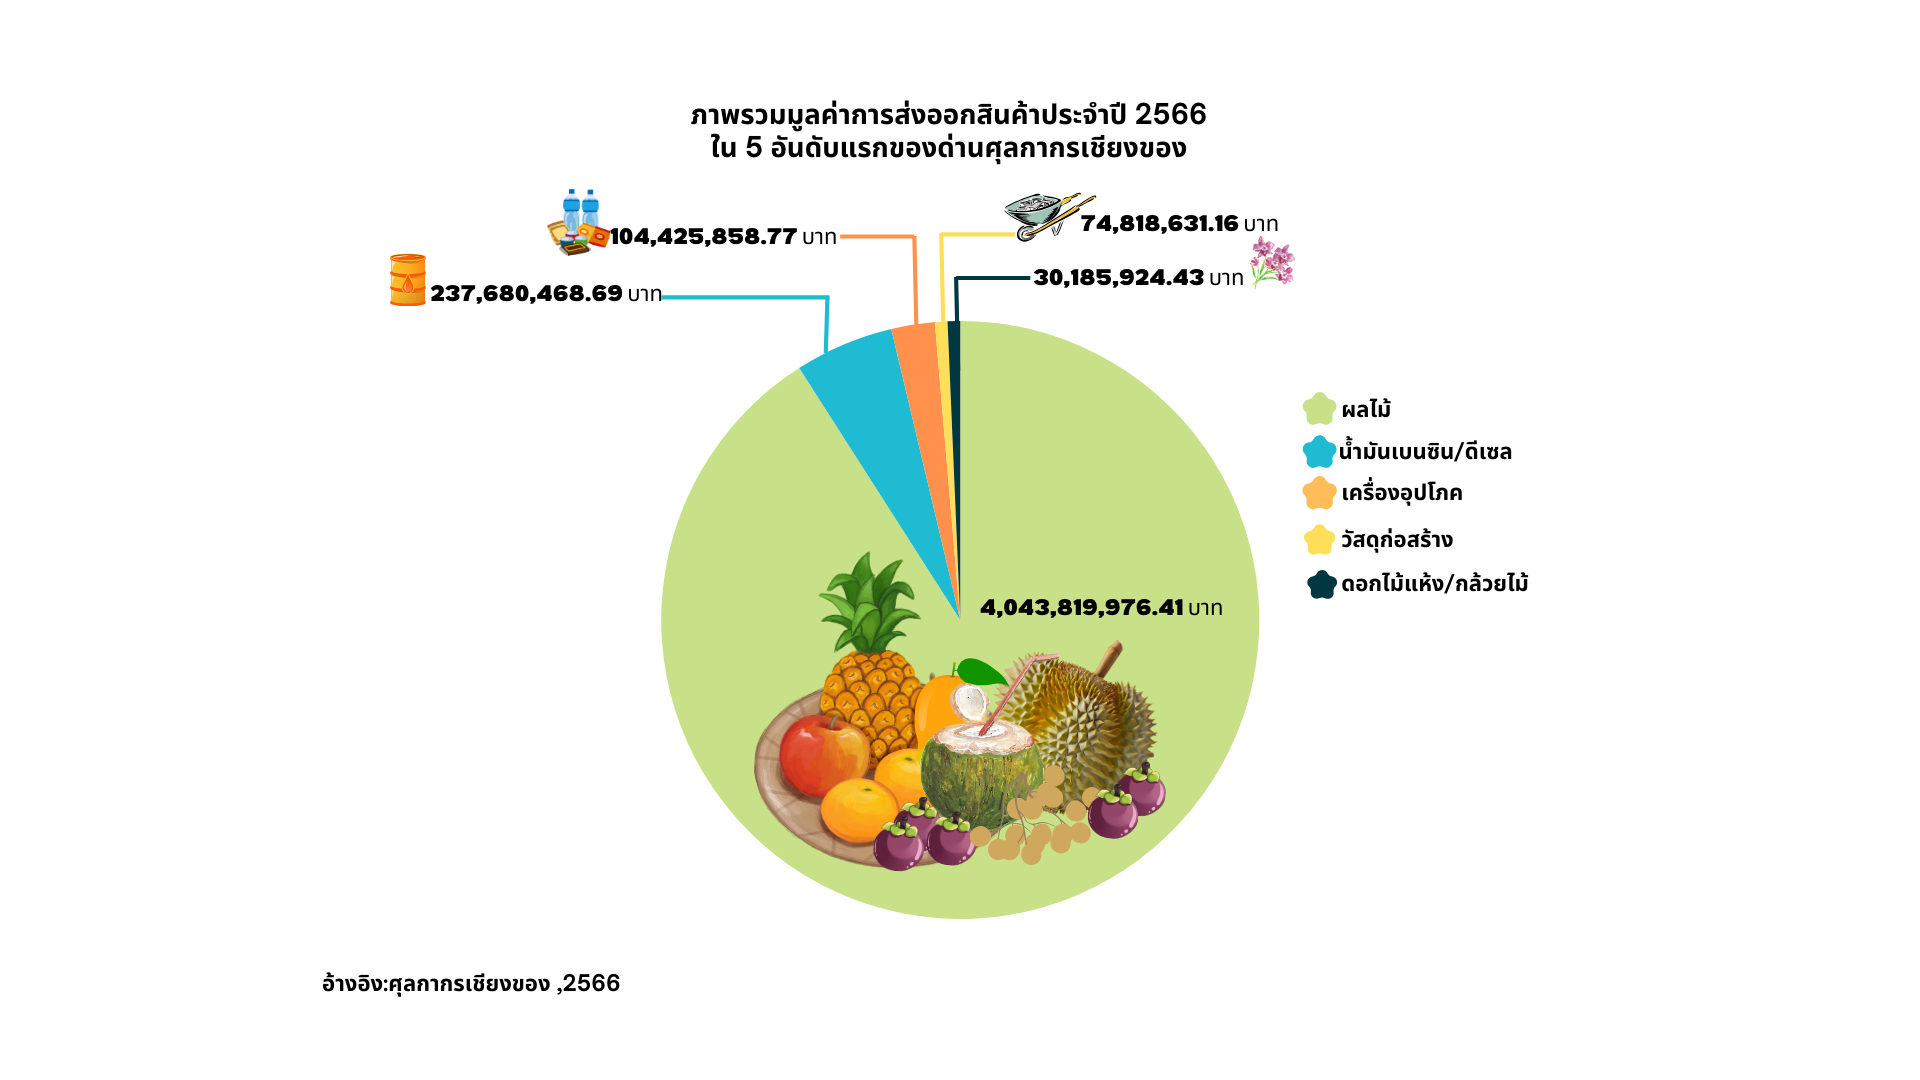 ภาพรวมมูลค่าการส่งออกสินค้าประจำปี 2566
ใน 5 อันดับแรกของด่านศุลกากรเชียงของ
74,818,631.16 บาท
104,425,858.77 บาท
30,185,924.43 บาท
237,680,468.69 บาท
ผลไม้
น้ำมันเบนซิน/ดีเซล
เครื่องอุปโภค
วัสดุก่อสร้าง
ดอกไม้แห้ง/กล้วยไม้
4,043,819,976.41 บาท
อ้างอิง:ศุลกากรเชียงของ ,2566